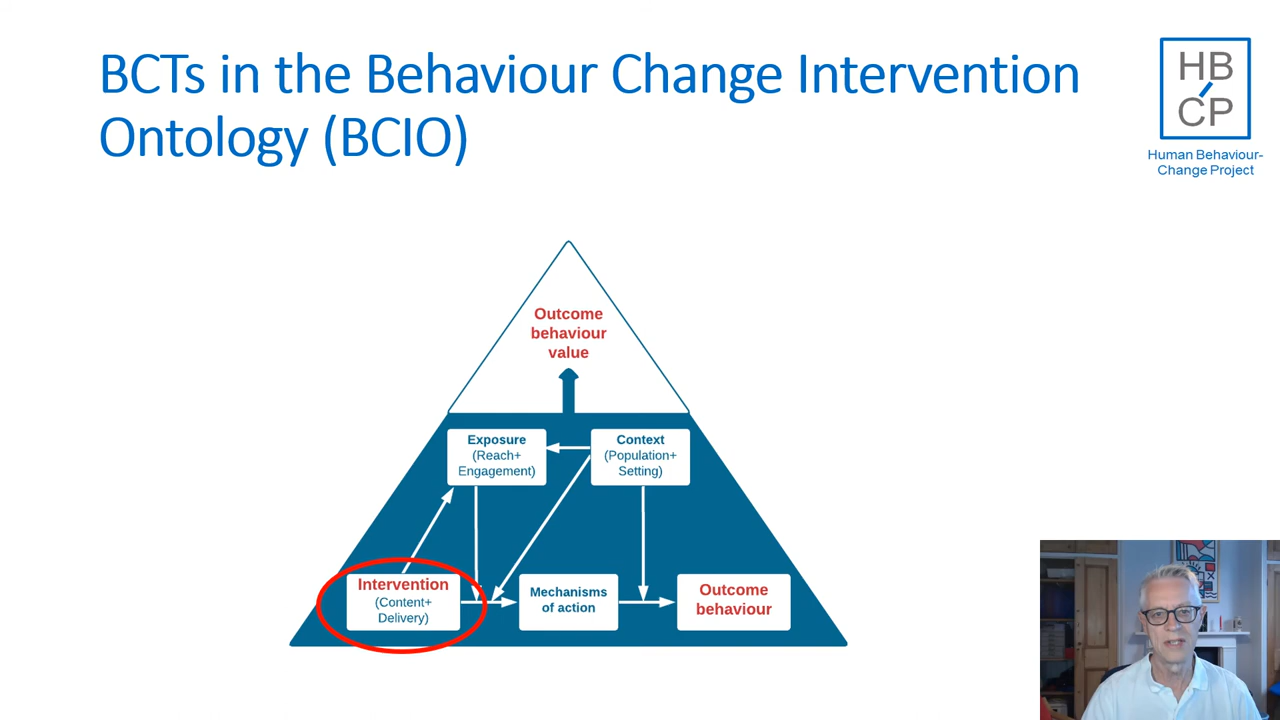 BCTs in the Behaviour Change Intervention
Ontology (BCIO)
HB
CP
Human Behaviour-
Change Project
Outcome
behaviour
value
Exposure
(Reach+
Engagement)
Context
(Population+
Setting)
Intervention
(Content+
Delivery)
Mechanisms
of action
Outcome
behaviour